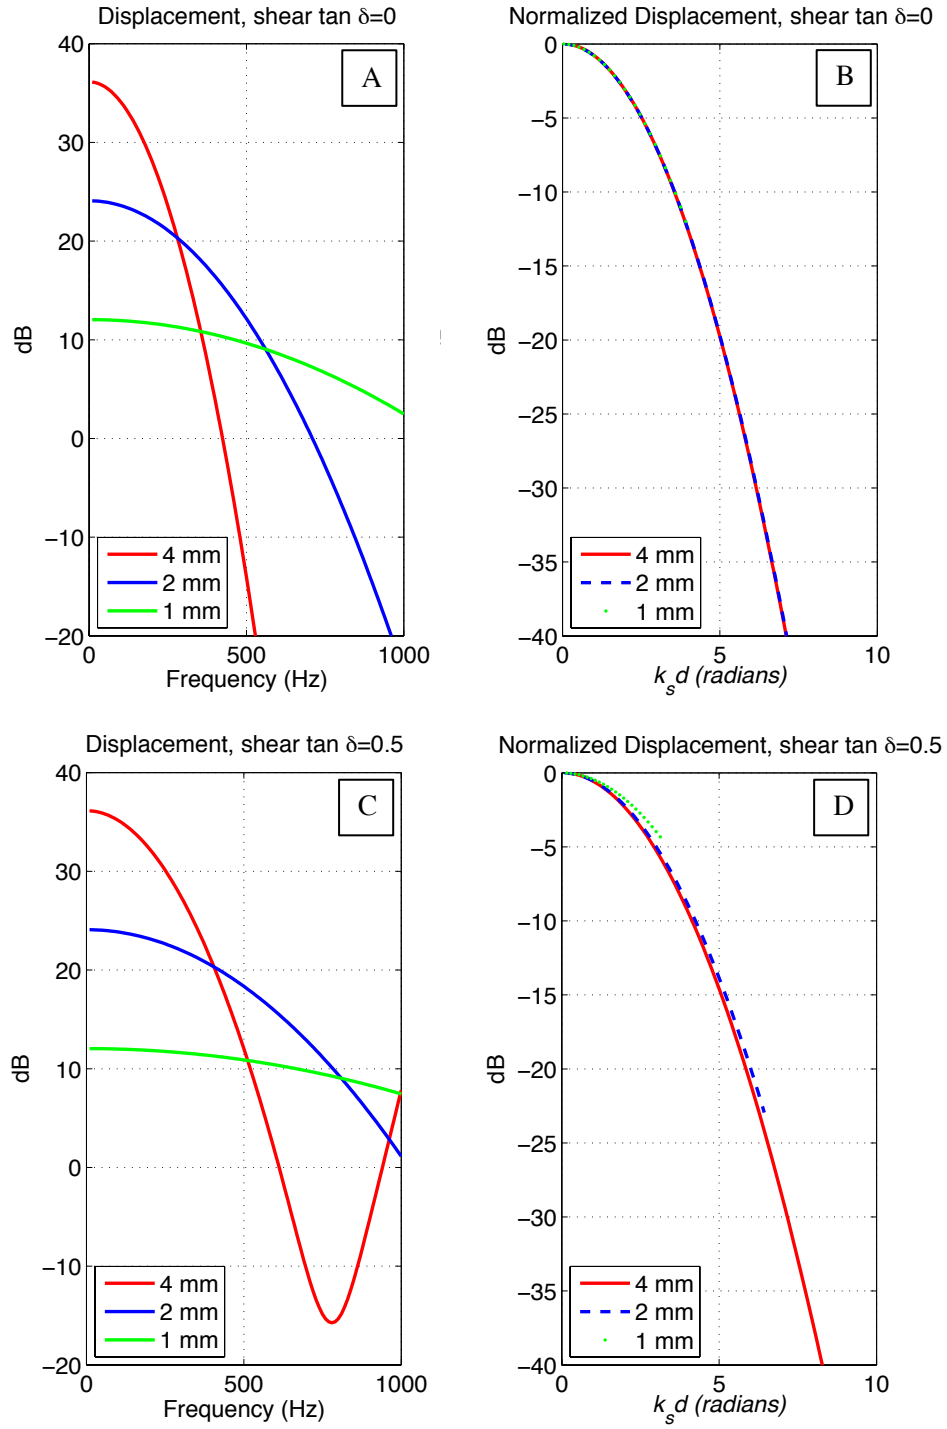 Displacement, shear tan δ=0
A
40
30
20
10
0
−10
−20
dB
4 mm
2 mm
1 mm
0
500
1000
Frequency (Hz)
Normalized Displacement, shear tan δ=0
B
0
−5
−10
−15
−20
−25
−30
−35
−40
dB
4 mm
2 mm
1 mm
0
5
10
k_s d (radians)
Displacement, shear tan δ=0.5
C
40
30
20
10
0
−10
−20
dB
4 mm
2 mm
1 mm
0
500
1000
Frequency (Hz)
Normalized Displacement, shear tan δ=0.5
D
0
−5
−10
−15
−20
−25
−30
−35
−40
dB
4 mm
2 mm
1 mm
0
5
10
k_s d (radians)